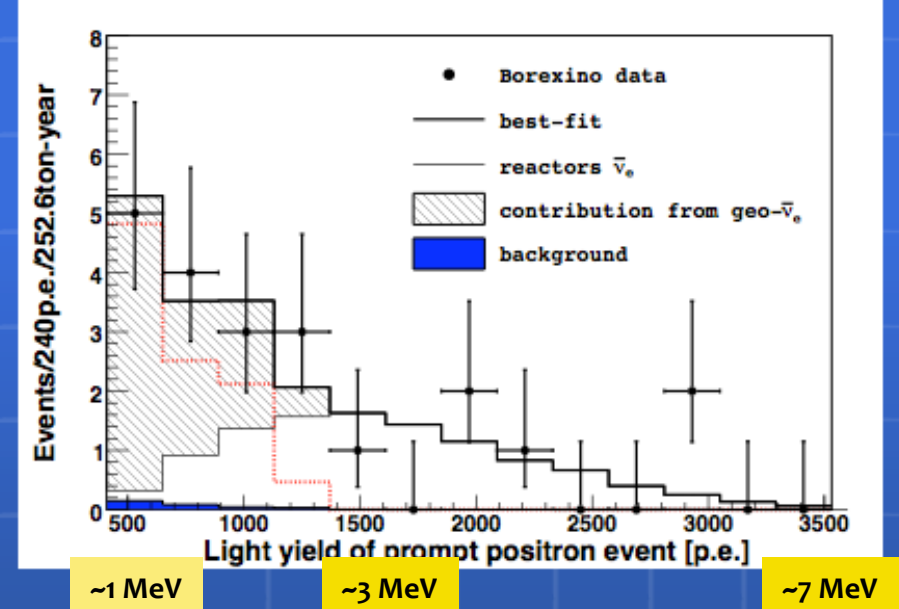 8
7
6
5
4
3
2
1
0
Events/240p.e./252.6ton-year
Borexino data
best-fit
reactors ν̄e
contribution from geo-ν̄e
background
500 1000 1500 2000 2500 3000 3500
Light yield of prompt positron event [p.e.]
~1 MeV ~3 MeV ~7 MeV